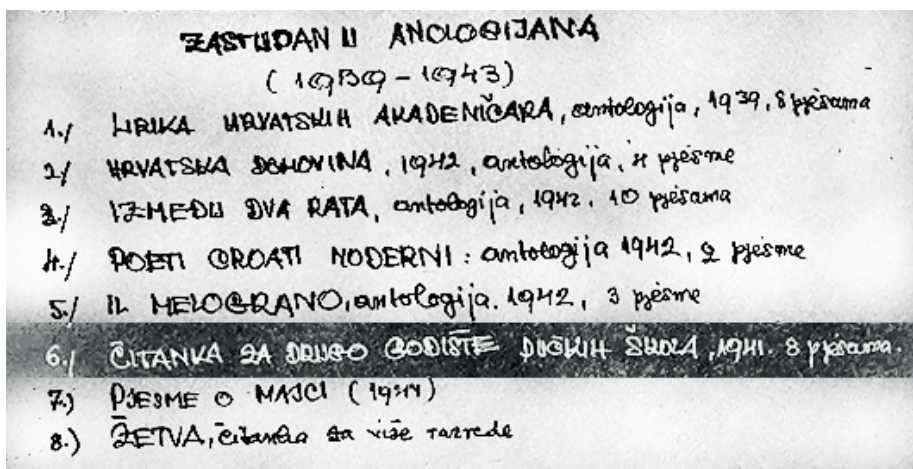 ZASTUPAN U ANOLOGIJAMA
(1939-1943)
1./ LIRIKA HRVATSKIH AKADEMIČARA, antologija, 1939, 8 pjesama
2/ HRVATSKA DOMOVINA, 1942, antologija, 4 pjesme
3./ IZMEĐU DVA RATA, antologija, 1942. 10 pjesama
4./ POETI CROATI MODERNI: antologija 1942, 2 pjesme
5./ IL MELOGRANO, antologija. 1942, 3 pjesme
6./ ČITANKA ZA DRUGO GODIŠTE PUČKIH ŠKOLA, 1941. 8 pjesama.
7.) PJESME O MAJCI (1944)
8.) ŽETVA, čitanka za više razrede